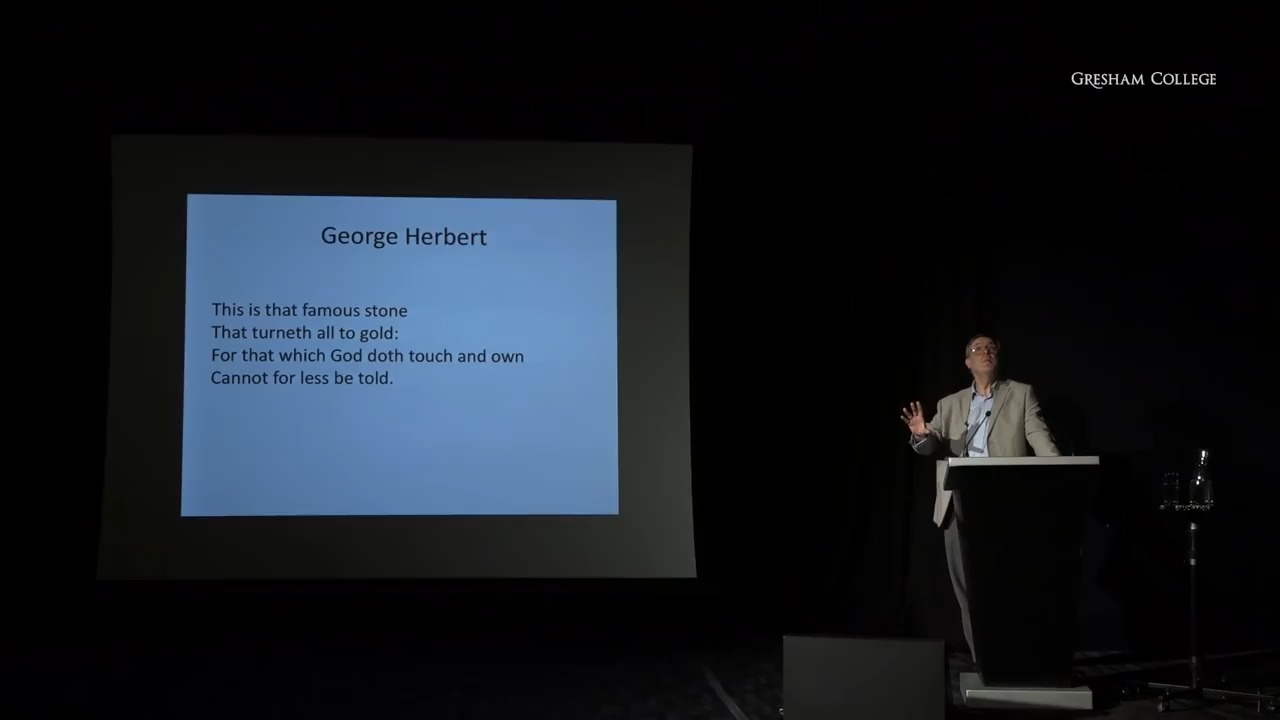 GRESHAM COLLEGE
George Herbert
This is that famous stone
That turneth all to gold:
For that which God doth touch and own
Cannot for less be told.